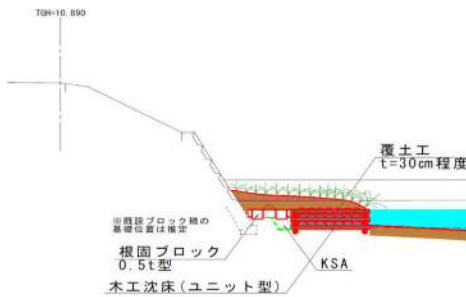 TGH=10.890
覆土工
t=30cm程度
※既設ブロック積の
基礎位置は推定
根固ブロック
0.5t型
KSA
木工沈床(ユニット型)